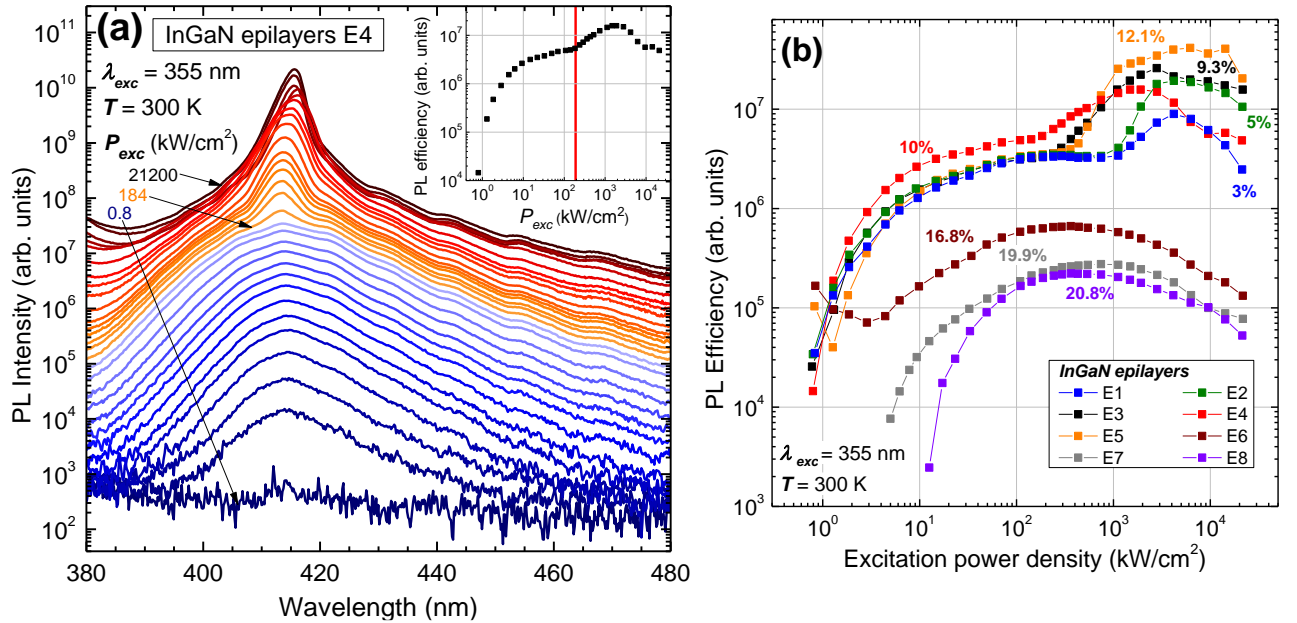 (a)
InGaN epilayers E4
λexc = 355 nm
T = 300 K
Pexc (kW/cm²)
21200
184
0.8
PL Intensity (arb. units)
10¹¹
10¹⁰
10⁹
10⁸
10⁷
10⁶
10⁵
10⁴
10³
10²
380 400 420 440 460 480
Wavelength (nm)
PL efficiency (arb. units)
10⁷
10⁶
10⁵
10⁴
10⁰ 10¹ 10² 10³ 10⁴
Pexc (kW/cm²)
(b)
PL Efficiency (arb. units)
10⁷
10⁶
10⁵
10⁴
10³
12.1%
9.3%
10%
5%
3%
16.8%
19.9%
20.8%
InGaN epilayers
E1 E2
E3 E4
E5 E6
E7 E8
λexc = 355 nm
T = 300 K
10⁰ 10¹ 10² 10³ 10⁴
Excitation power density (kW/cm²)